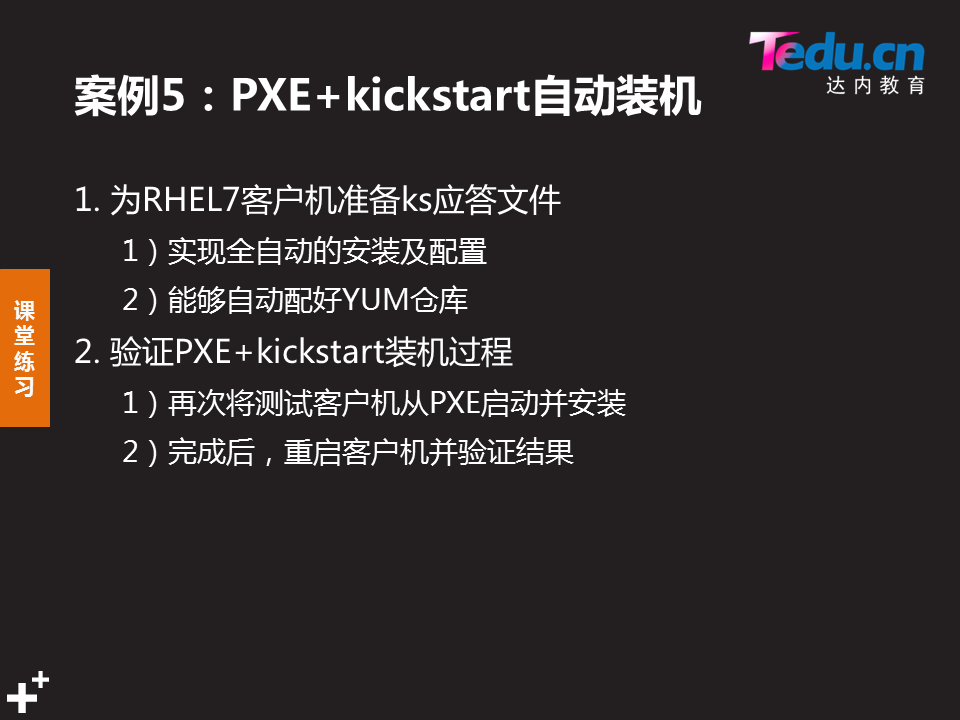 Tedu.cn
达内教育
案例5：PXE+kickstart自动装机
1. 为RHEL7客户机准备ks应答文件
1）实现全自动的安装及配置
2）能够自动配好YUM仓库
课堂练习
2. 验证PXE+kickstart装机过程
1）再次将测试客户机从PXE启动并安装
2）完成后，重启客户机并验证结果